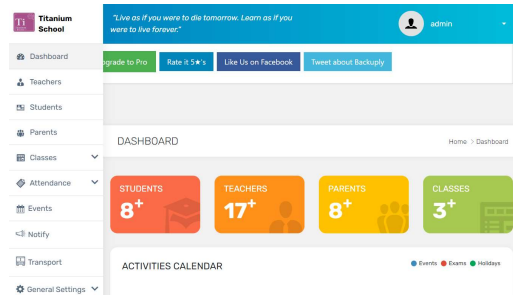 Ti
Titanium
School
"Live as if you were to die tomorrow. Learn as if you
were to live forever."
admin
Dashboard
Teachers
Students
Parents
Classes
Attendance
Events
Notify
Transport
General Settings
grade to Pro
Rate it 5★'s
Like Us on Facebook
Tweet about Backuply
DASHBOARD
Home > Dashboard
STUDENTS
8+
TEACHERS
17+
PARENTS
8+
CLASSES
3+
ACTIVITIES CALENDAR
Events
Exams
Holidays